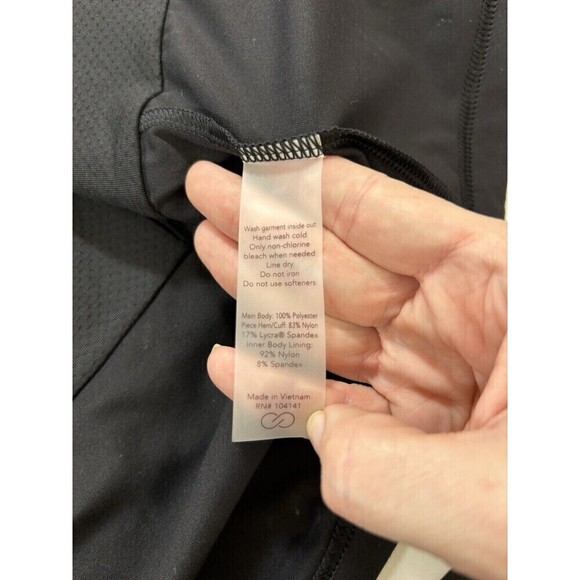 Wash garment inside out
Hand wash cold
Only non-chlorine
bleach when needed
Line dry
Do not iron
Do not use softeners
Main Body: 100% Polyester
Piece Hem/Cuff: 83% Nylon
17% Lycra® Spandex
Inner Body Lining:
92% Nylon
8% Spandex
Made in Vietnam
RN# 104141